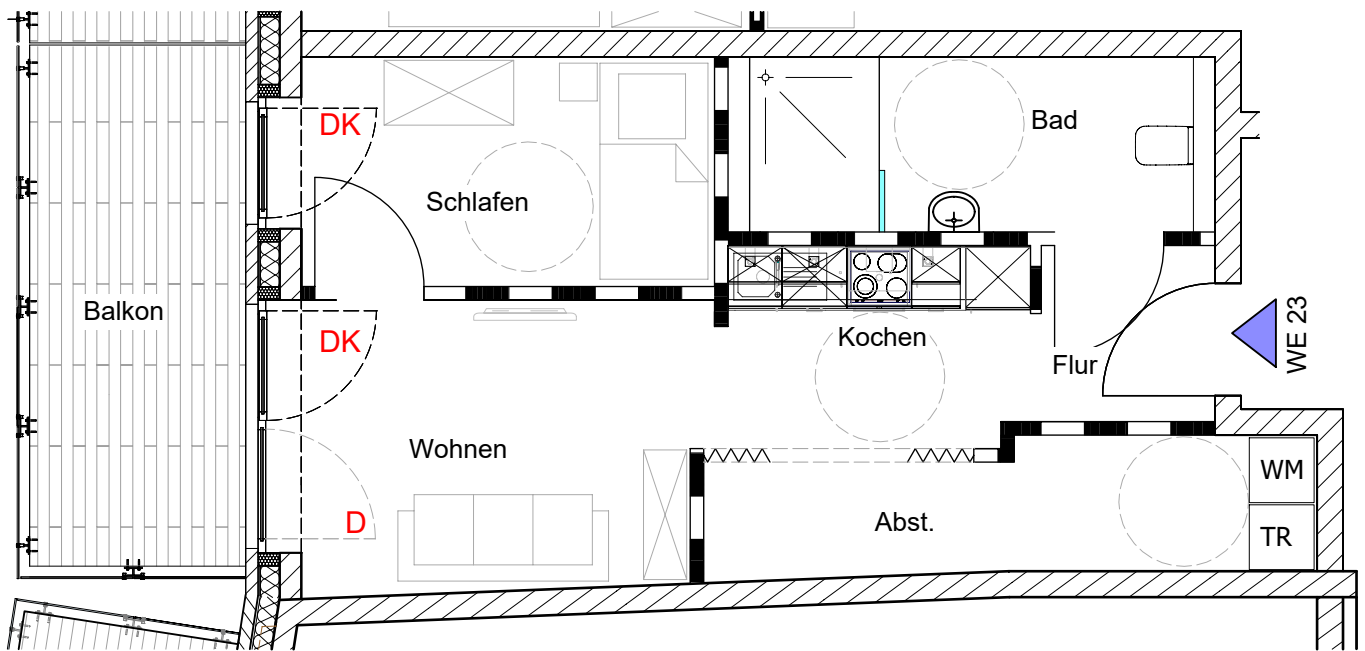 DK
Bad
Schlafen
Balkon
DK
Kochen
WE 23
Flur
Wohnen
WM
D
Abst.
TR